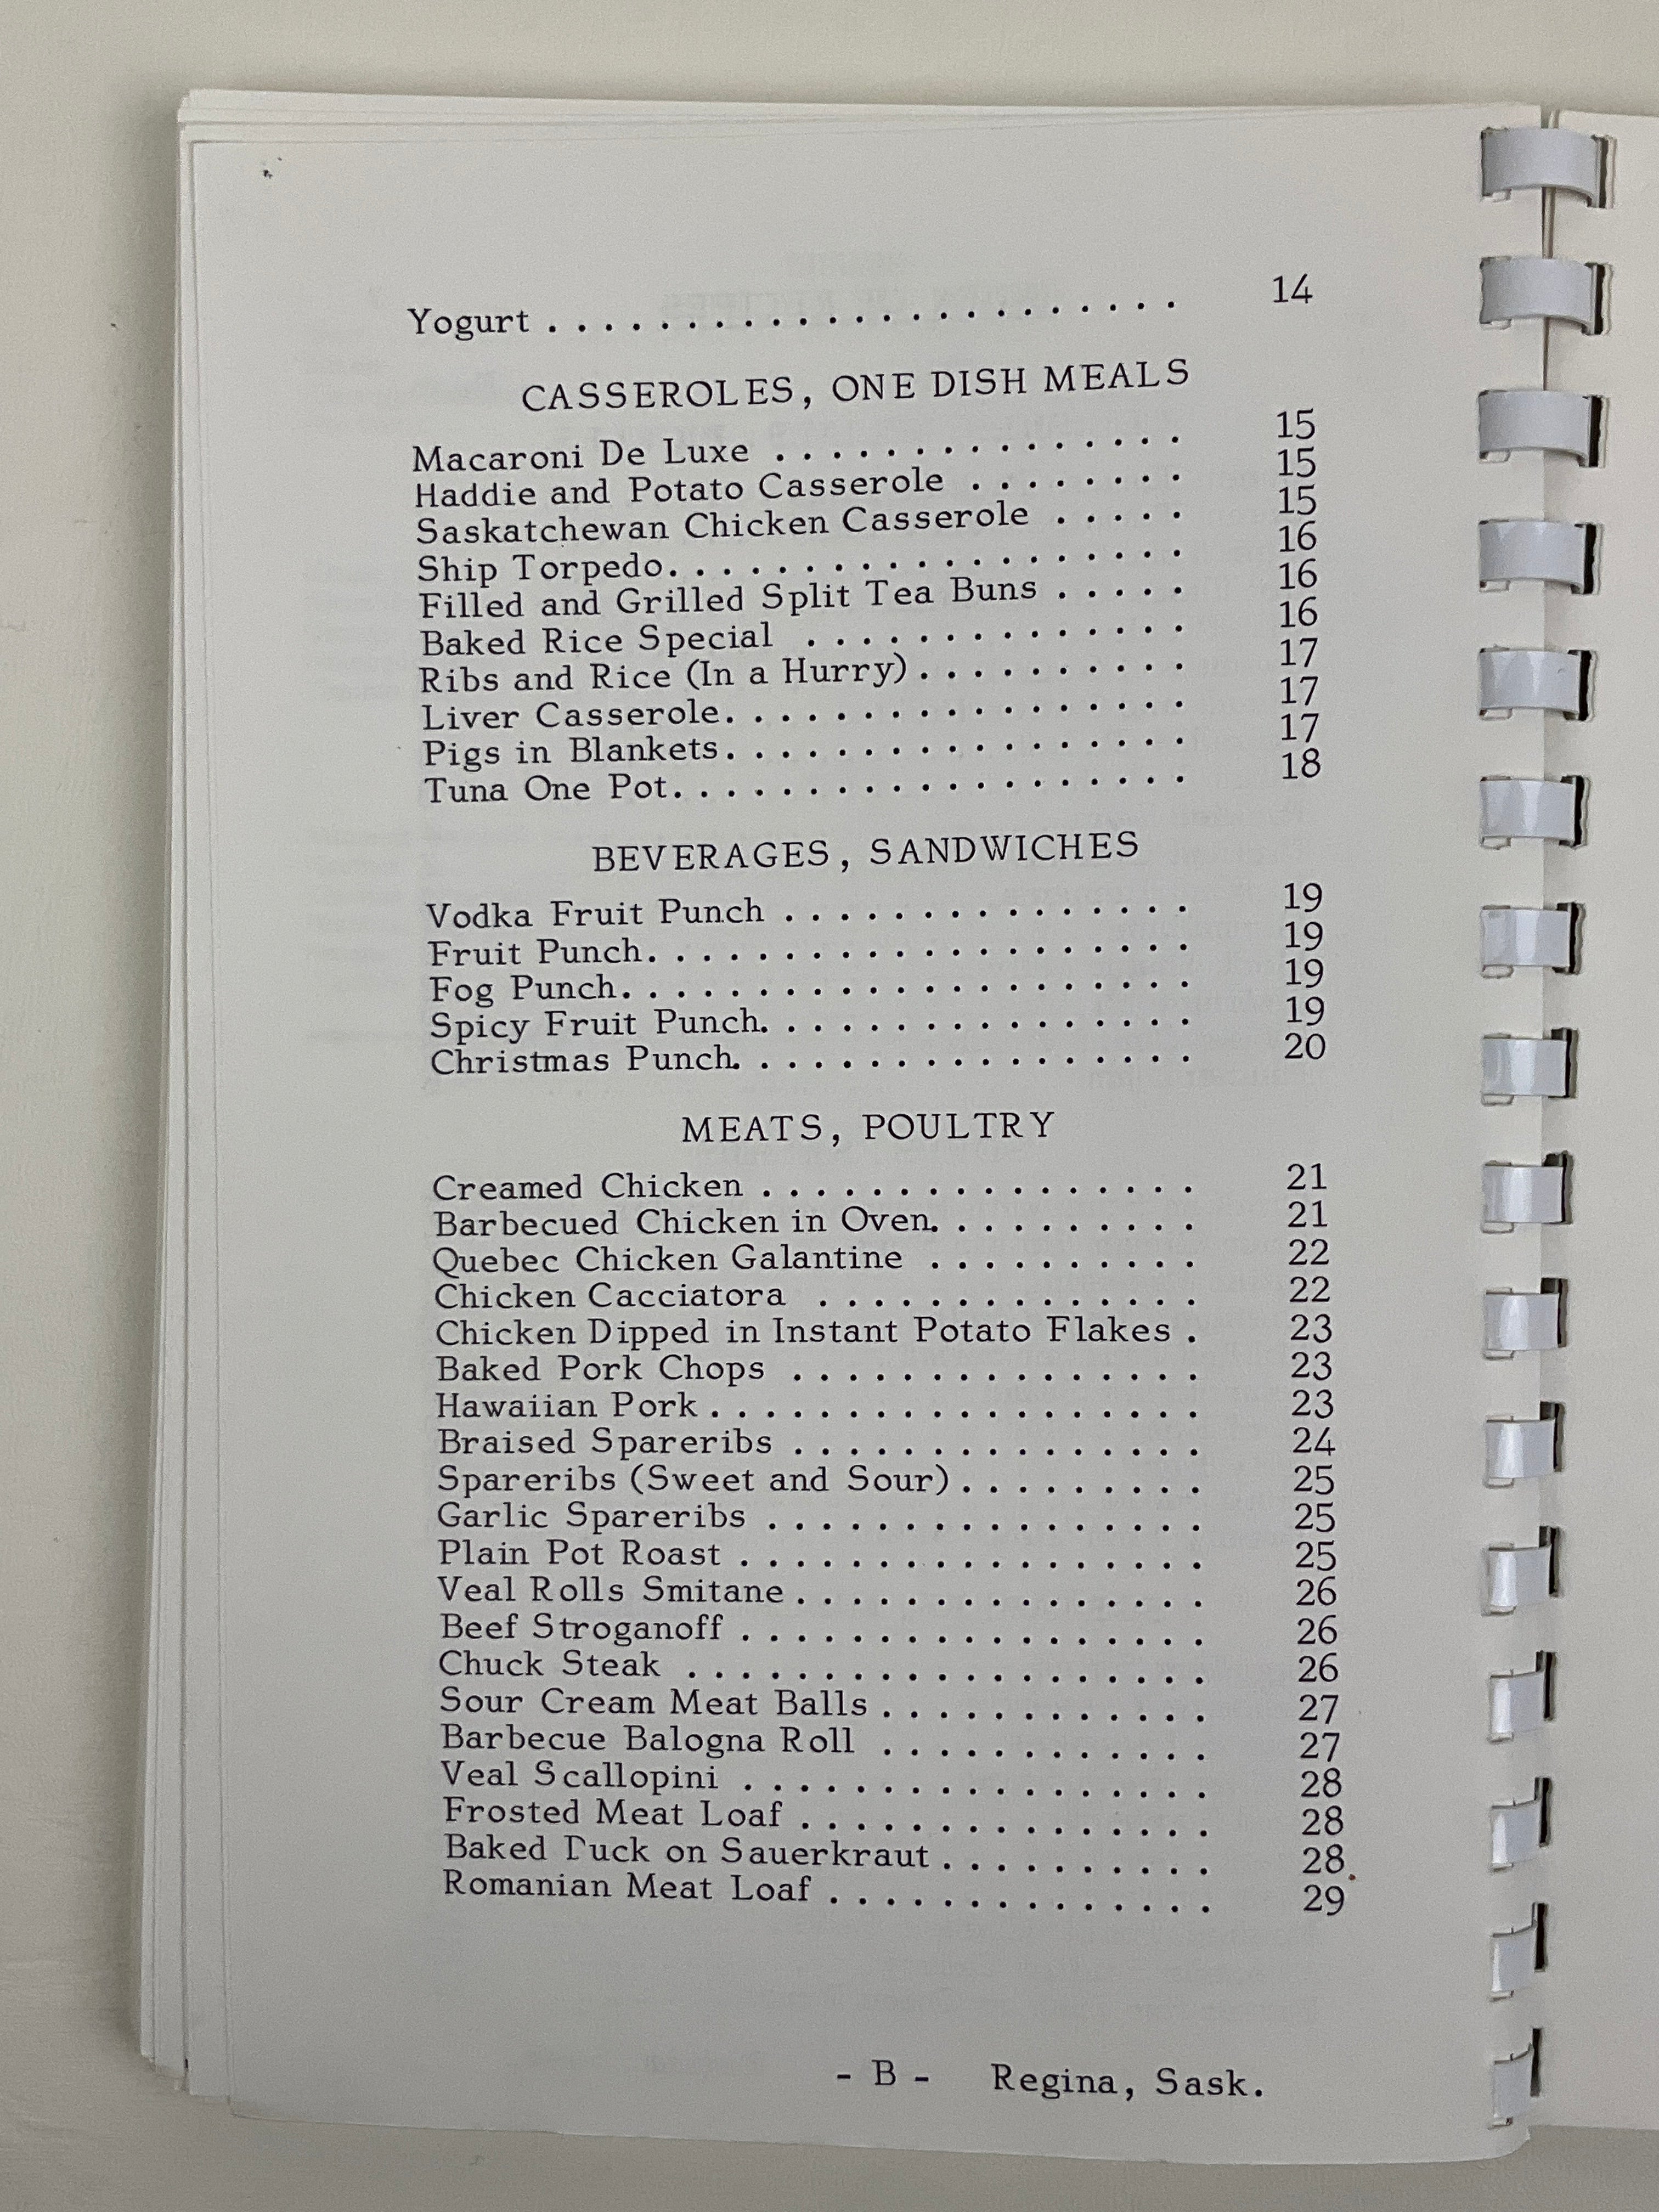 Yogurt . . . . . . . . . . . . . . . . . . . . . . . 14
CASSEROLES, ONE DISH MEALS
Macaroni De Luxe . . . . . . . . . . . . . . . 15
Haddie and Potato Casserole . . . . . . . . 15
Saskatchewan Chicken Casserole . . . . . 15
Ship Torpedo. . . . . . . . . . . . . . . . . . . 16
Filled and Grilled Split Tea Buns . . . . . 16
Baked Rice Special . . . . . . . . . . . . . . 16
Ribs and Rice (In a Hurry) . . . . . . . . . . 17
Liver Casserole. . . . . . . . . . . . . . . . . 17
Pigs in Blankets. . . . . . . . . . . . . . . . . 17
Tuna One Pot. . . . . . . . . . . . . . . . . . . 18
BEVERAGES, SANDWICHES
Vodka Fruit Punch . . . . . . . . . . . . . . . 19
Fruit Punch. . . . . . . . . . . . . . . . . . . . 19
Fog Punch. . . . . . . . . . . . . . . . . . . . . 19
Spicy Fruit Punch. . . . . . . . . . . . . . . . 19
Christmas Punch. . . . . . . . . . . . . . . . . 20
MEATS, POULTRY
Creamed Chicken . . . . . . . . . . . . . . . . 21
Barbecued Chicken in Oven. . . . . . . . . . 21
Quebec Chicken Galantine . . . . . . . . . . 22
Chicken Cacciatora . . . . . . . . . . . . . . 22
Chicken Dipped in Instant Potato Flakes . 23
Baked Pork Chops . . . . . . . . . . . . . . . 23
Hawaiian Pork . . . . . . . . . . . . . . . . . . 23
Braised Spareribs . . . . . . . . . . . . . . . 24
Spareribs (Sweet and Sour) . . . . . . . . . 25
Garlic Spareribs . . . . . . . . . . . . . . . . 25
Plain Pot Roast . . . . . . . . . . . . . . . . . 25
Veal Rolls Smitane . . . . . . . . . . . . . . . 26
Beef Stroganoff . . . . . . . . . . . . . . . . . 26
Chuck Steak . . . . . . . . . . . . . . . . . . . 26
Sour Cream Meat Balls . . . . . . . . . . . . 27
Barbecue Balogna Roll . . . . . . . . . . . . 27
Veal Scallopini . . . . . . . . . . . . . . . . . 28
Frosted Meat Loaf . . . . . . . . . . . . . . . 28
Baked Duck on Sauerkraut . . . . . . . . . . 28
Romanian Meat Loaf . . . . . . . . . . . . . . 29
- B - Regina, Sask.